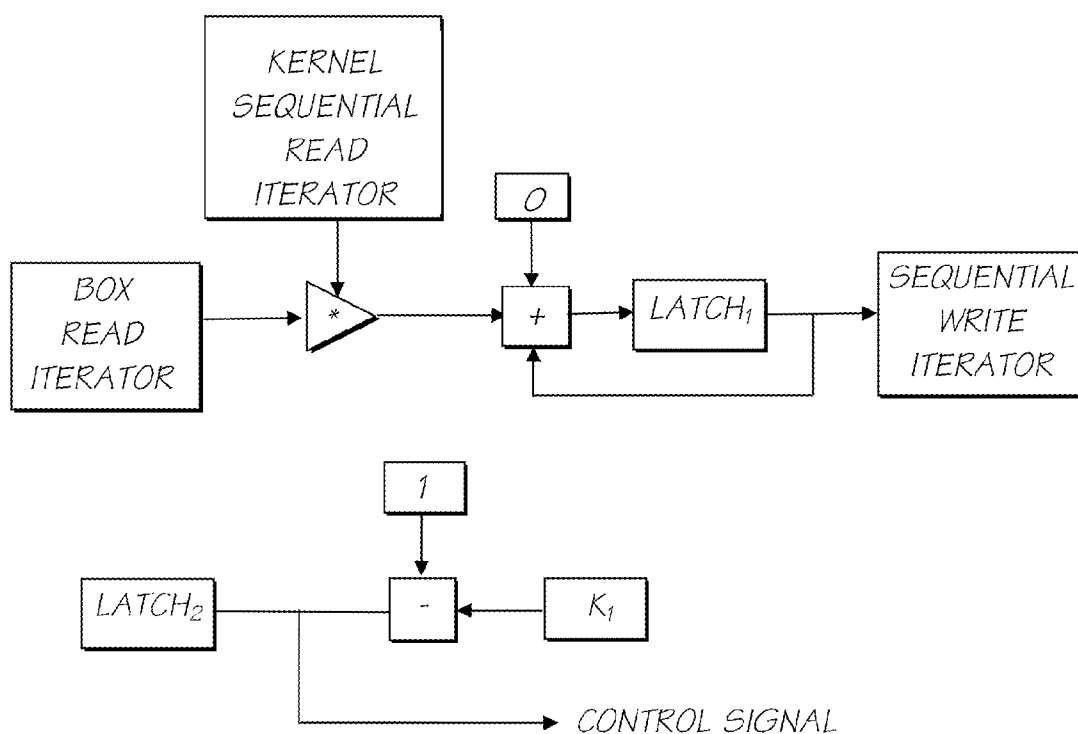 KERNEL
SEQUENTIAL
READ
ITERATOR
0
BOX
READ
ITERATOR
*
+
LATCH₁
SEQUENTIAL
WRITE
ITERATOR
1
LATCH₂
-
K₁
CONTROL SIGNAL